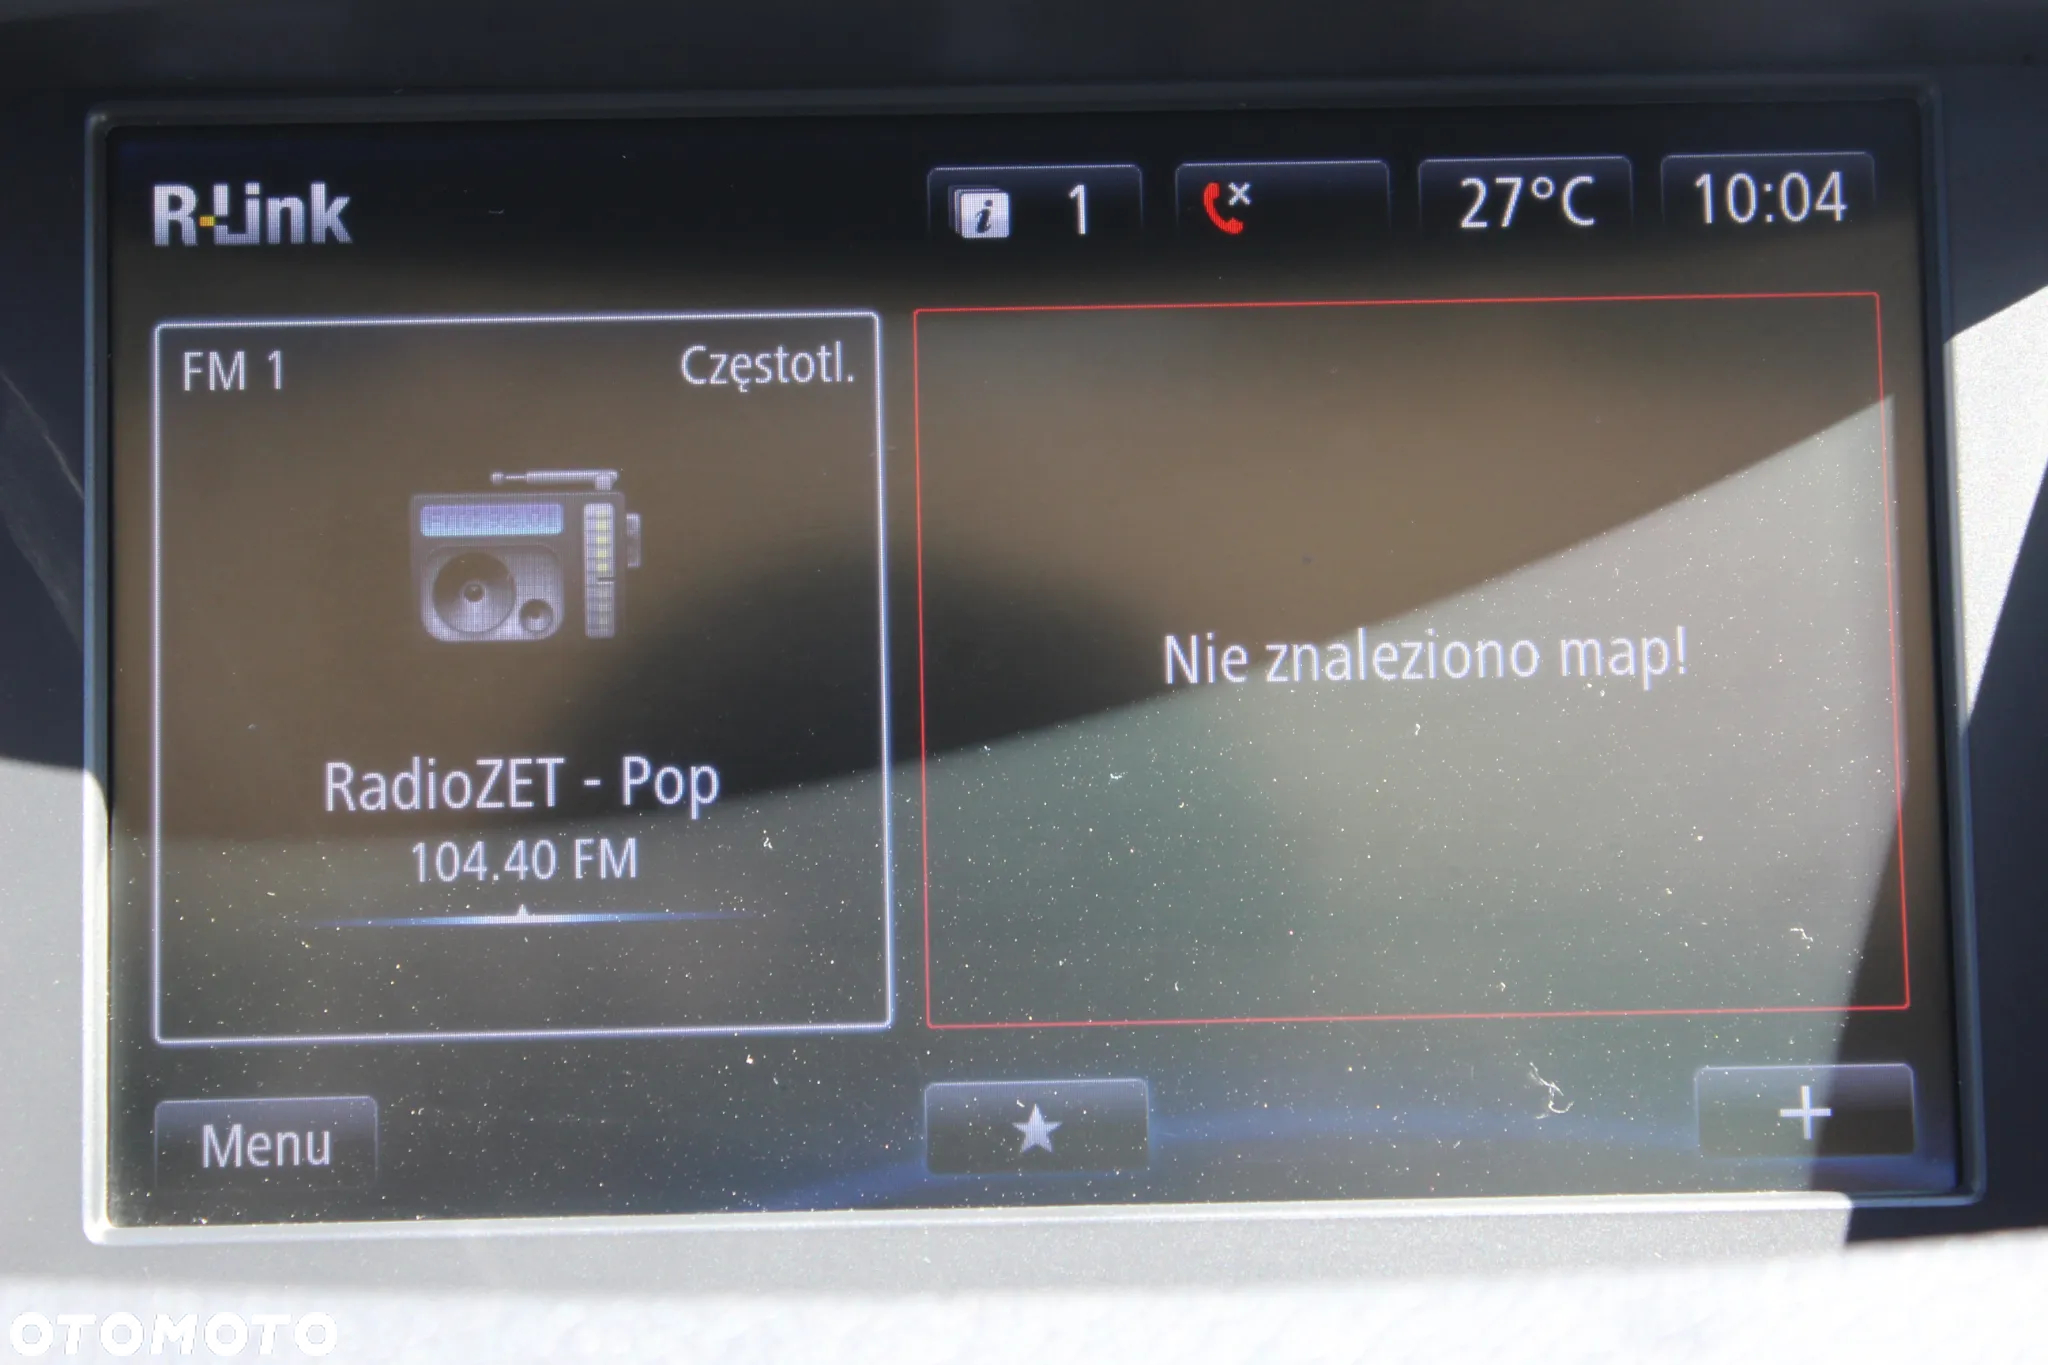 R-Link
1
27°C
10:04
FM 1
Częstotl.
Nie znaleziono map!
RadioZET - Pop
104.40 FM
Menu
OTOMOTO